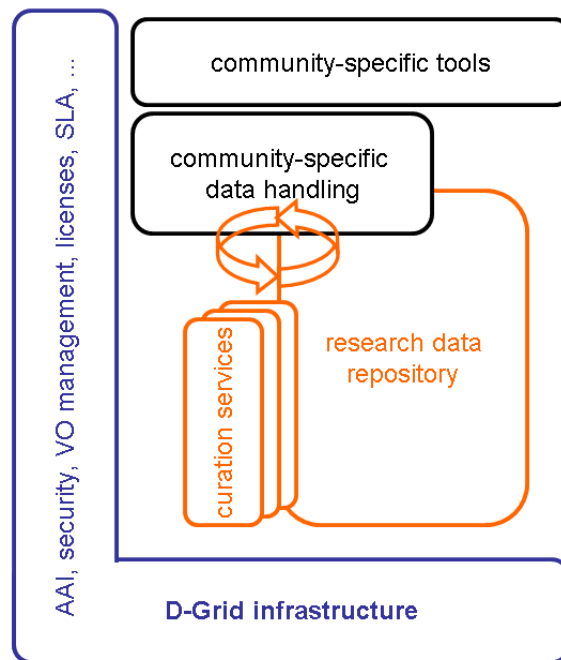 community-specific tools
community-specific
data handling
research data
repository
curation services
AAI, security, VO management, licenses, SLA, ...
D-Grid infrastructure